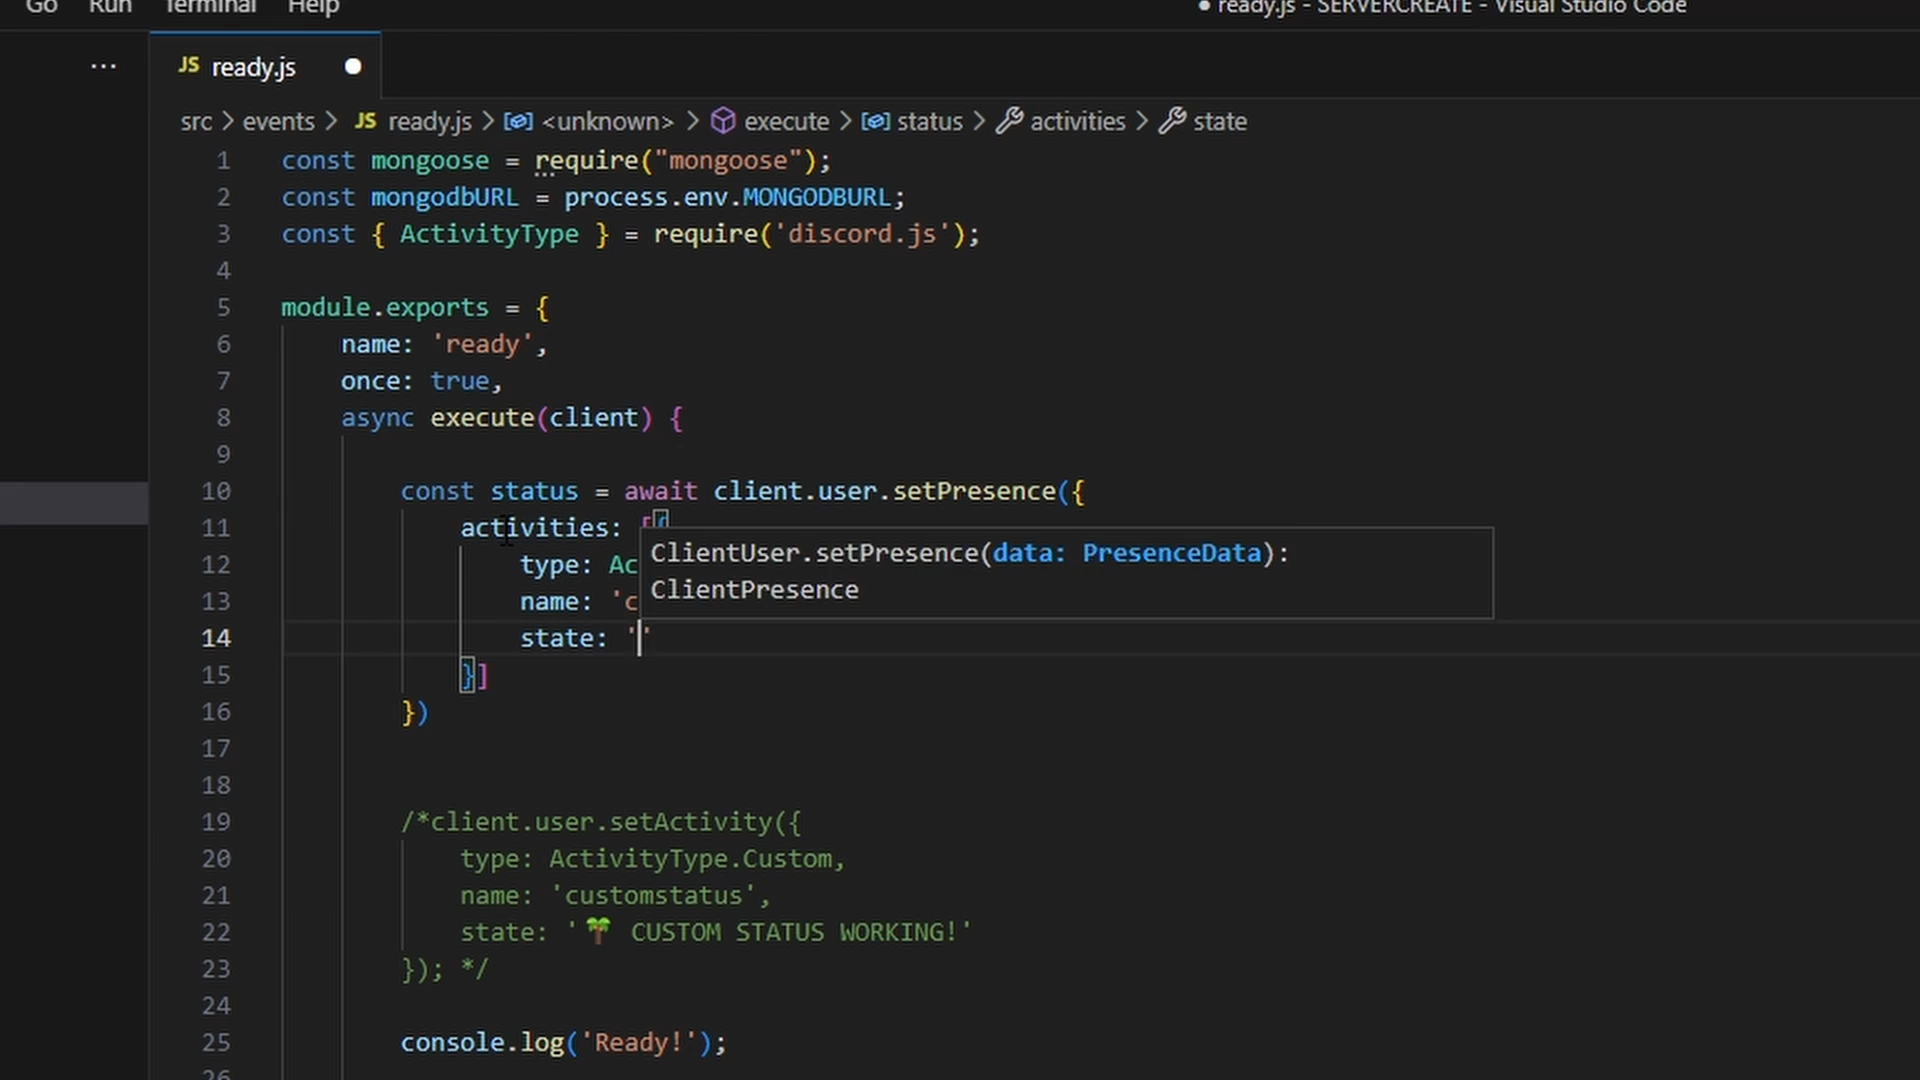 Go Run Terminal Help ● ready.js - SERVERCREATE - Visual Studio Code
... JS ready.js ●
src > events > JS ready.js > <unknown> > execute > status > activities > state
1 const mongoose = require("mongoose");
2 const mongodbURL = process.env.MONGODBURL;
3 const { ActivityType } = require('discord.js');
4
5 module.exports = {
6 name: 'ready',
7 once: true,
8 async execute(client) {
9
10 const status = await client.user.setPresence({
11 activities: [{
ClientUser.setPresence(data: PresenceData):
12 type: Ac
ClientPresence
13 name: 'c
14 state: ''
15 }]
16 })
17
18
19 /*client.user.setActivity({
20 type: ActivityType.Custom,
21 name: 'customstatus',
22 state: '🌴 CUSTOM STATUS WORKING!'
23 }); */
24
25 console.log('Ready!');
26